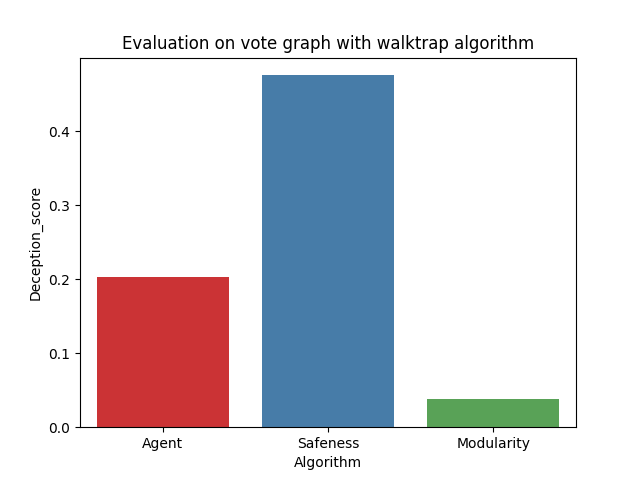 Evaluation on vote graph with walktrap algorithm
Deception_score
0.4
0.3
0.2
0.1
0.0
Agent
Safeness
Modularity
Algorithm